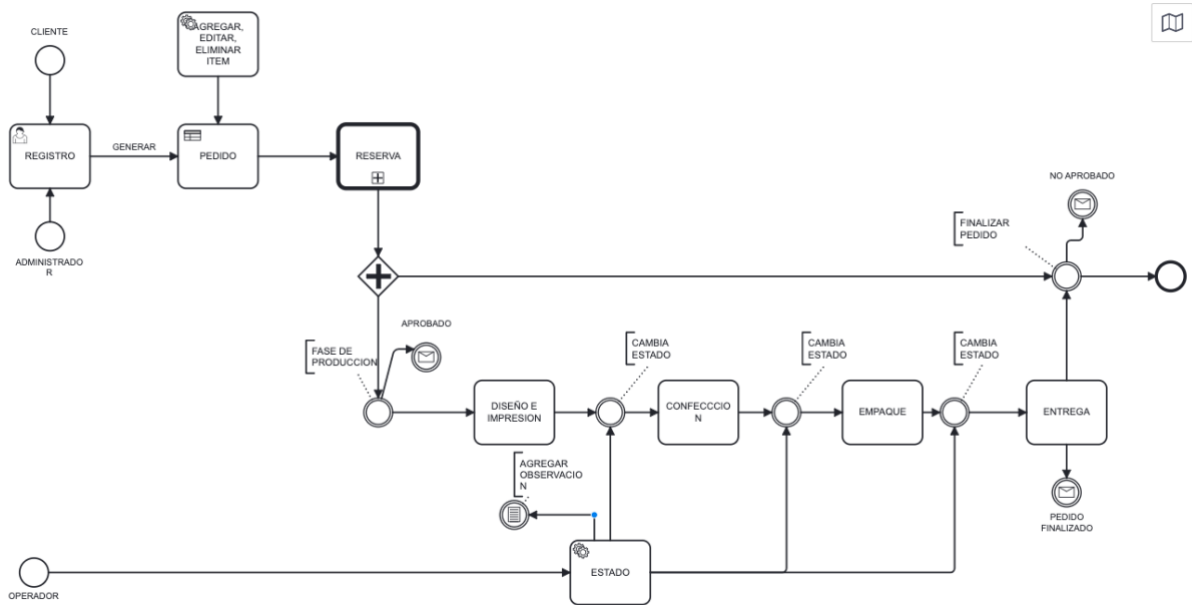 CLIENTE
AGREGAR,
EDITAR,
ELIMINAR
ITEM
REGISTRO
GENERAR
PEDIDO
RESERVA
ADMINISTRADO
R
NO APROBADO
FINALIZAR
PEDIDO
APROBADO
FASE DE
PRODUCCION
CAMBIA
ESTADO
CAMBIA
ESTADO
CAMBIA
ESTADO
DISEÑO E
IMPRESION
CONFECCCIO
N
EMPAQUE
ENTREGA
AGREGAR
OBSERVACIO
N
PEDIDO
FINALIZADO
ESTADO
OPERADOR